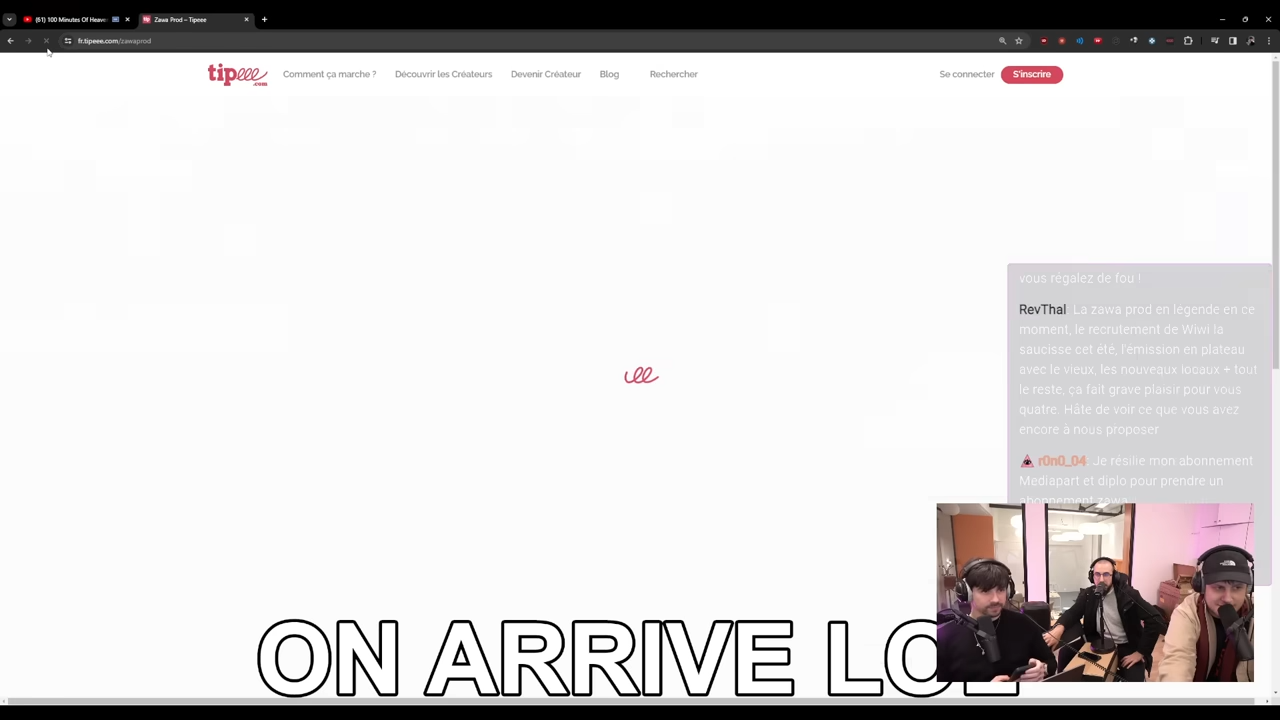 (61) 100 Minutes Of Heave
Zawa Prod – Tipeee
fr.tipeee.com/zawaprod
tipeee
.com
Comment ça marche ?
Découvrir les Créateurs
Devenir Créateur
Blog
Rechercher
Se connecter
S'inscrire
vous régalez de fou !
RevThal La zawa prod en légende en ce
moment, le recrutement de Wiwi la
saucisse cet été, l'émission en plateau
avec le vieux, les nouveaux locaux + tout
le reste, ça fait grave plaisir pour vous
quatre. Hâte de voir ce que vous avez
encore à nous proposer
r0n0_04 Je résilie mon abonnement
Mediapart et diplo pour prendre un
abonnement zawa
ON ARRIVE LOL